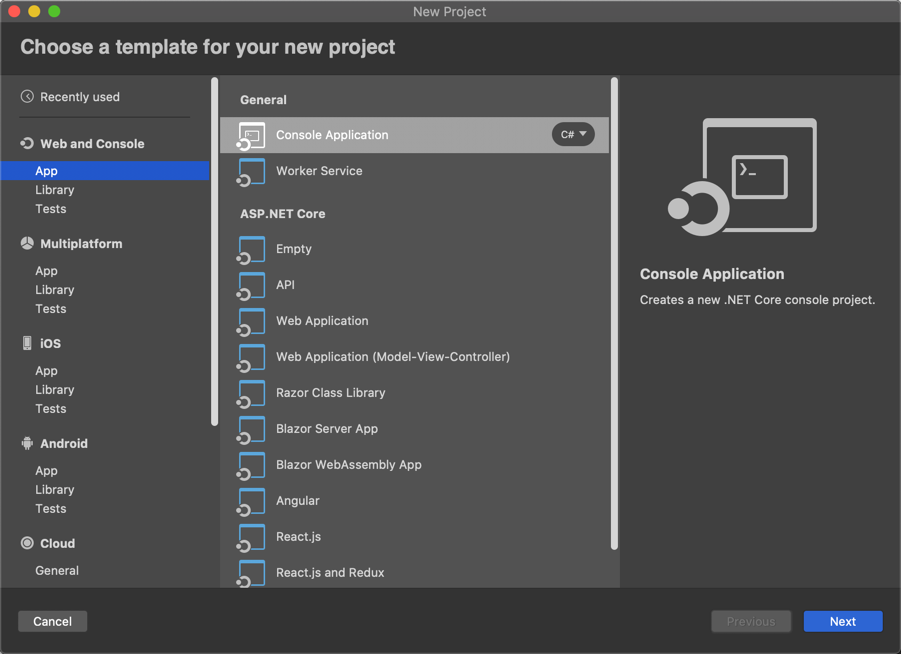 New Project
Choose a template for your new project
Recently used
Web and Console
App
Library
Tests
Multiplatform
App
Library
Tests
iOS
App
Library
Tests
Android
App
Library
Tests
Cloud
General
General
Console Application
C#
Worker Service
ASP.NET Core
Empty
API
Web Application
Web Application (Model-View-Controller)
Razor Class Library
Blazor Server App
Blazor WebAssembly App
Angular
React.js
React.js and Redux
Console Application
Creates a new .NET Core console project.
Cancel
Previous
Next